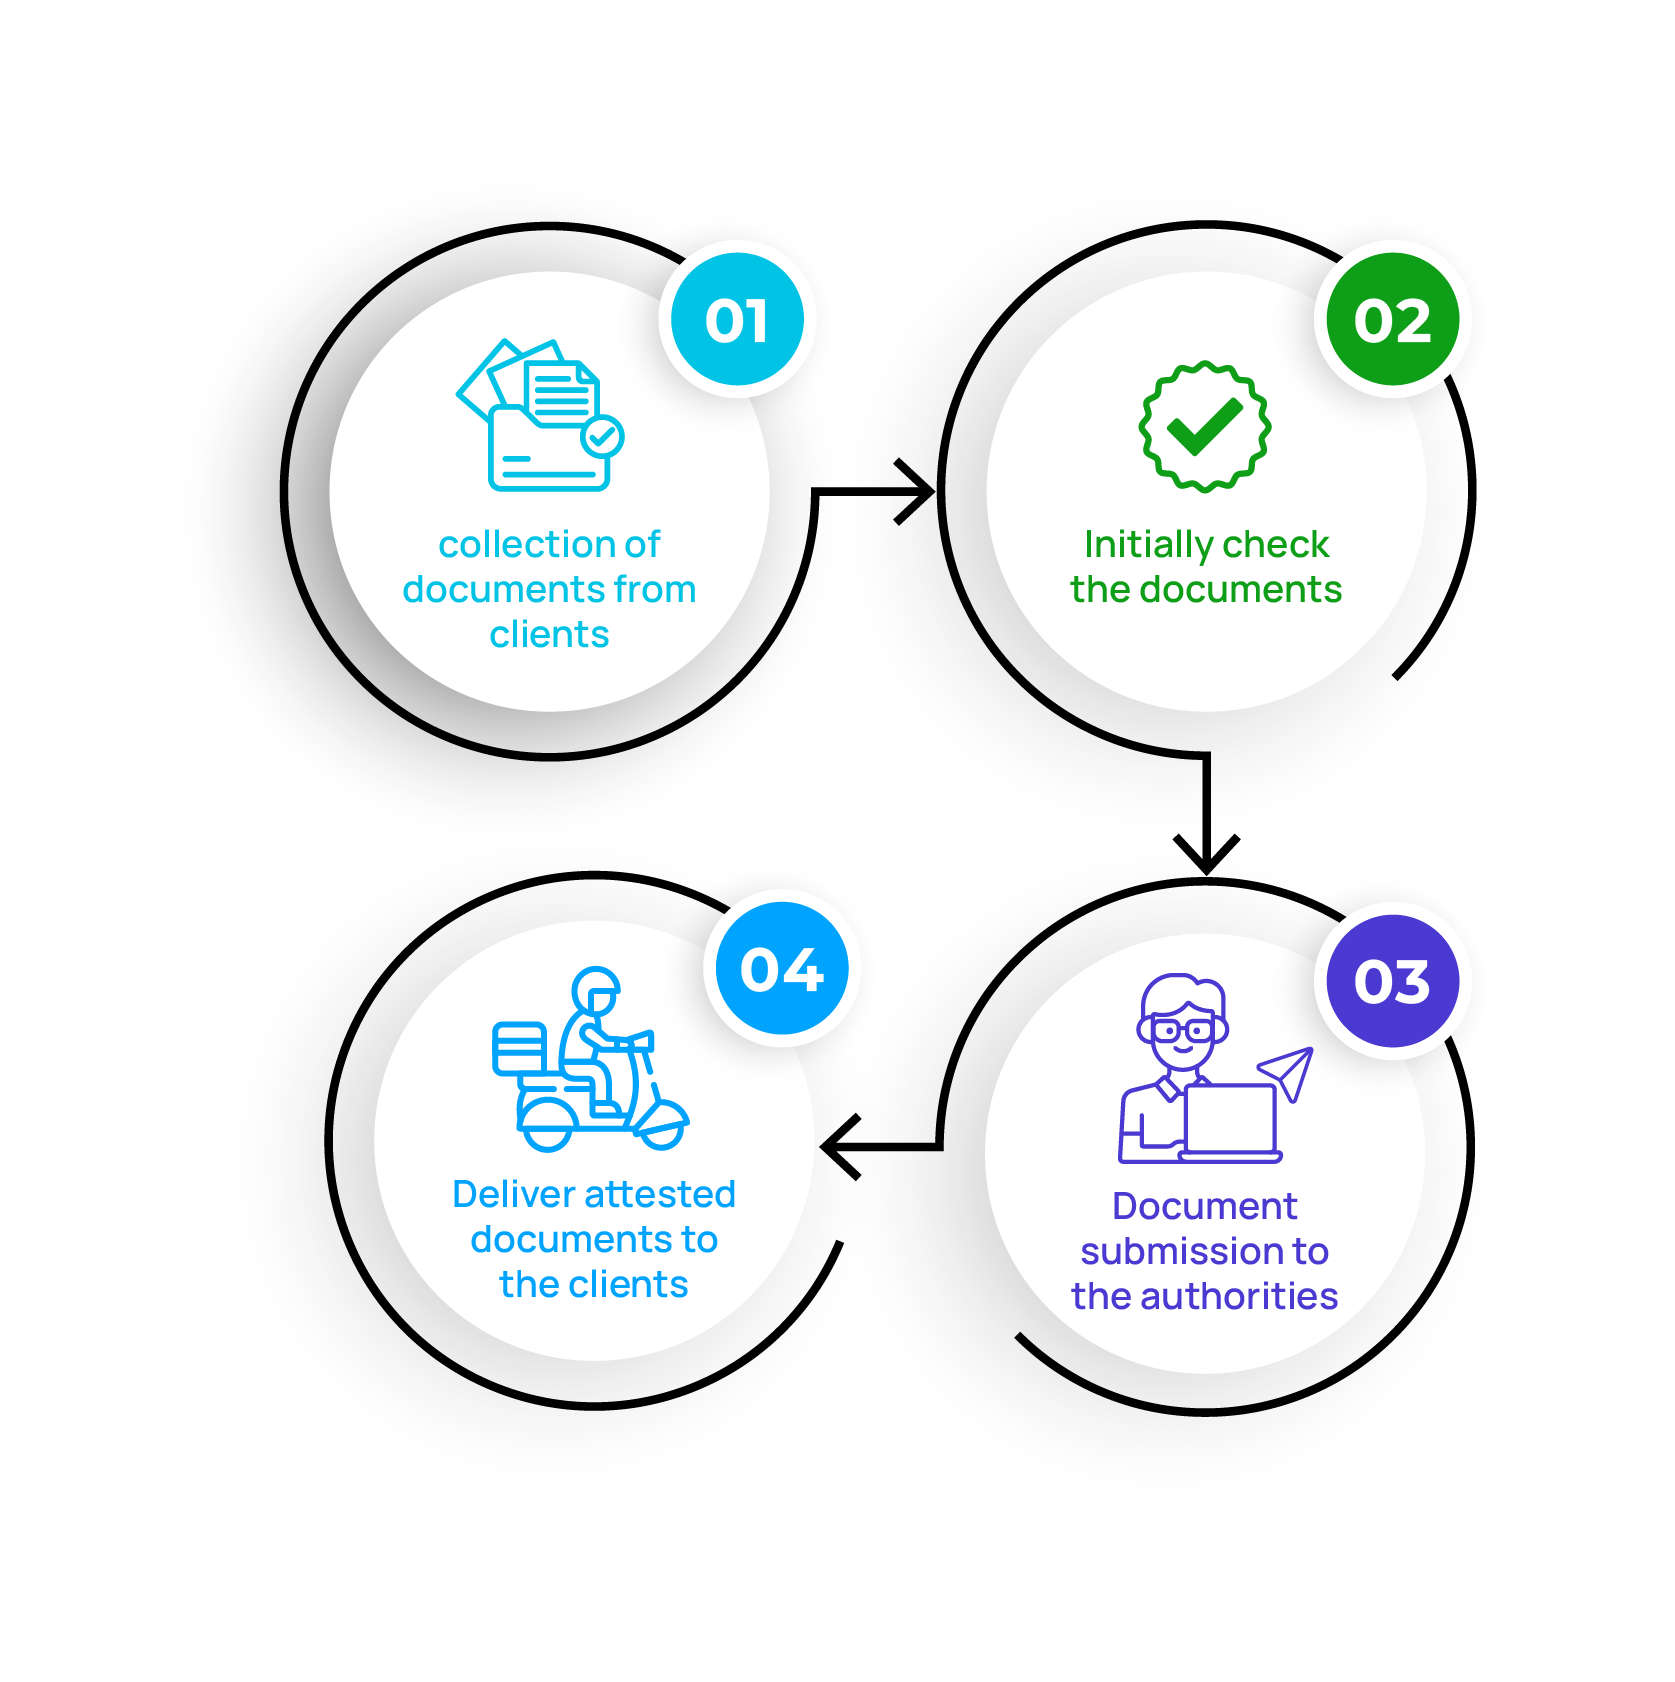 01
collection of
documents from
clients
02
Initially check
the documents
03
Document
submission to
the authorities
04
Deliver attested
documents to
the clients